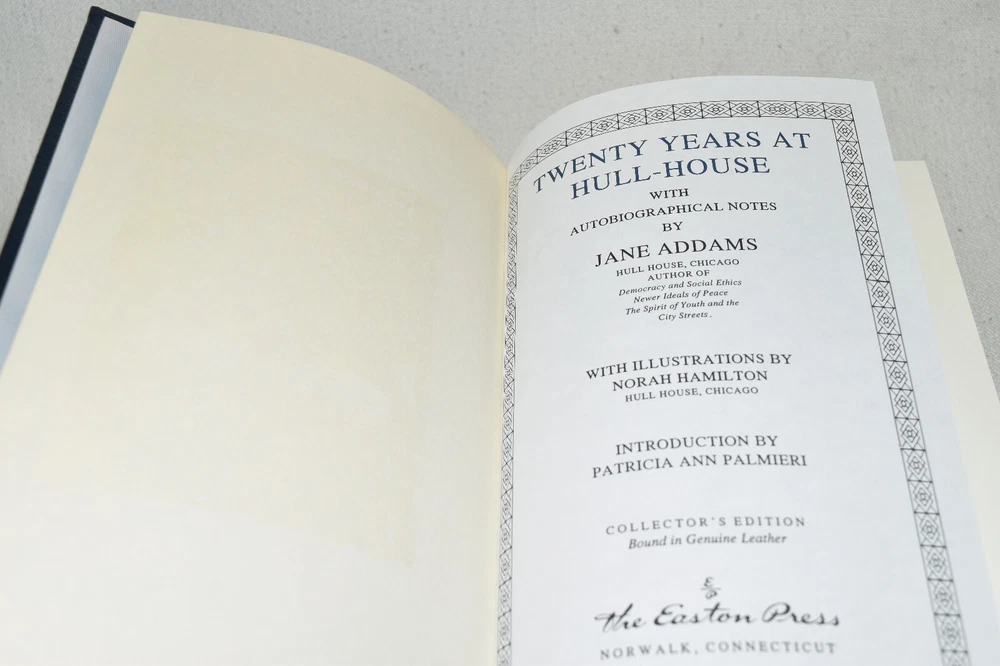 TWENTY YEARS AT
HULL-HOUSE
WITH
AUTOBIOGRAPHICAL NOTES
BY
JANE ADDAMS
HULL HOUSE, CHICAGO
AUTHOR OF
Democracy and Social Ethics
Newer Ideals of Peace
The Spirit of Youth and the
City Streets.
WITH ILLUSTRATIONS BY
NORAH HAMILTON
HULL HOUSE, CHICAGO
INTRODUCTION BY
PATRICIA ANN PALMIERI
COLLECTOR'S EDITION
Bound in Genuine Leather
E
P
the Easton Press
NORWALK, CONNECTICUT